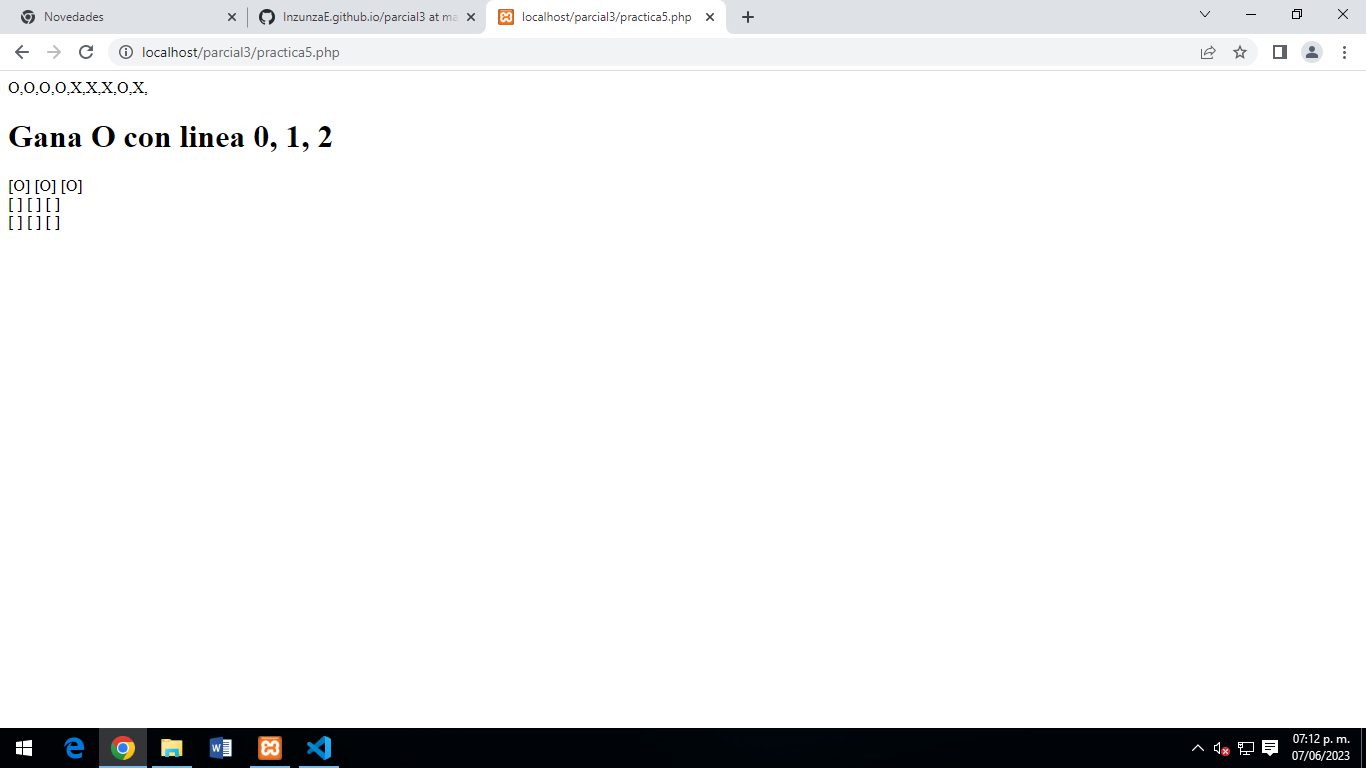 Novedades
InzunzaE.github.io/parcial3 at ma
localhost/parcial3/practica5.php
localhost/parcial3/practica5.php
O,O,O,O,X,X,X,O,X,
Gana O con linea 0, 1, 2
[O] [O] [O]
[ ] [ ] [ ]
[ ] [ ] [ ]
07:12 p. m.
07/06/2023